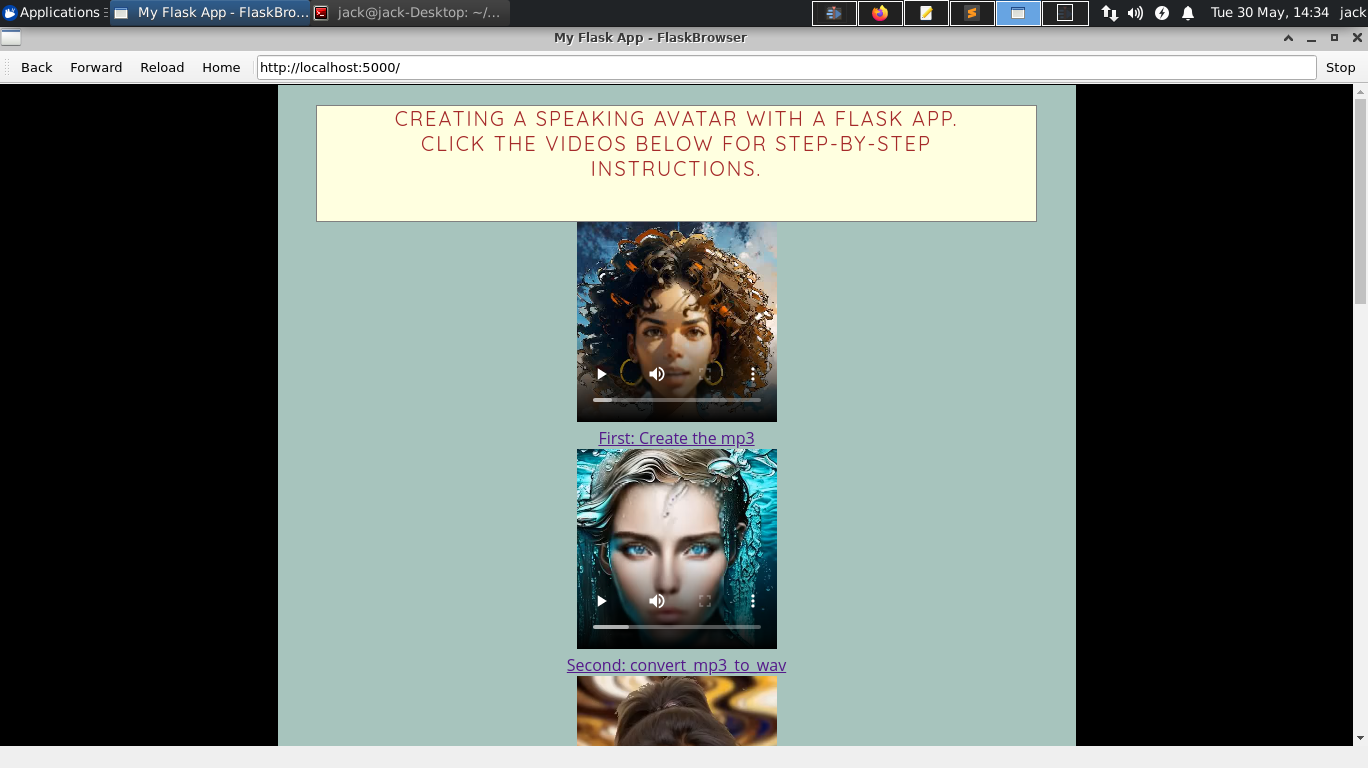 Applications
My Flask App - FlaskBro...
jack@jack-Desktop: ~/...
Tue 30 May, 14:34
jack
My Flask App - FlaskBrowser
Back
Forward
Reload
Home
http://localhost:5000/
Stop
CREATING A SPEAKING AVATAR WITH A FLASK APP.
CLICK THE VIDEOS BELOW FOR STEP-BY-STEP
INSTRUCTIONS.
First: Create the mp3
Second: convert_mp3_to_wav